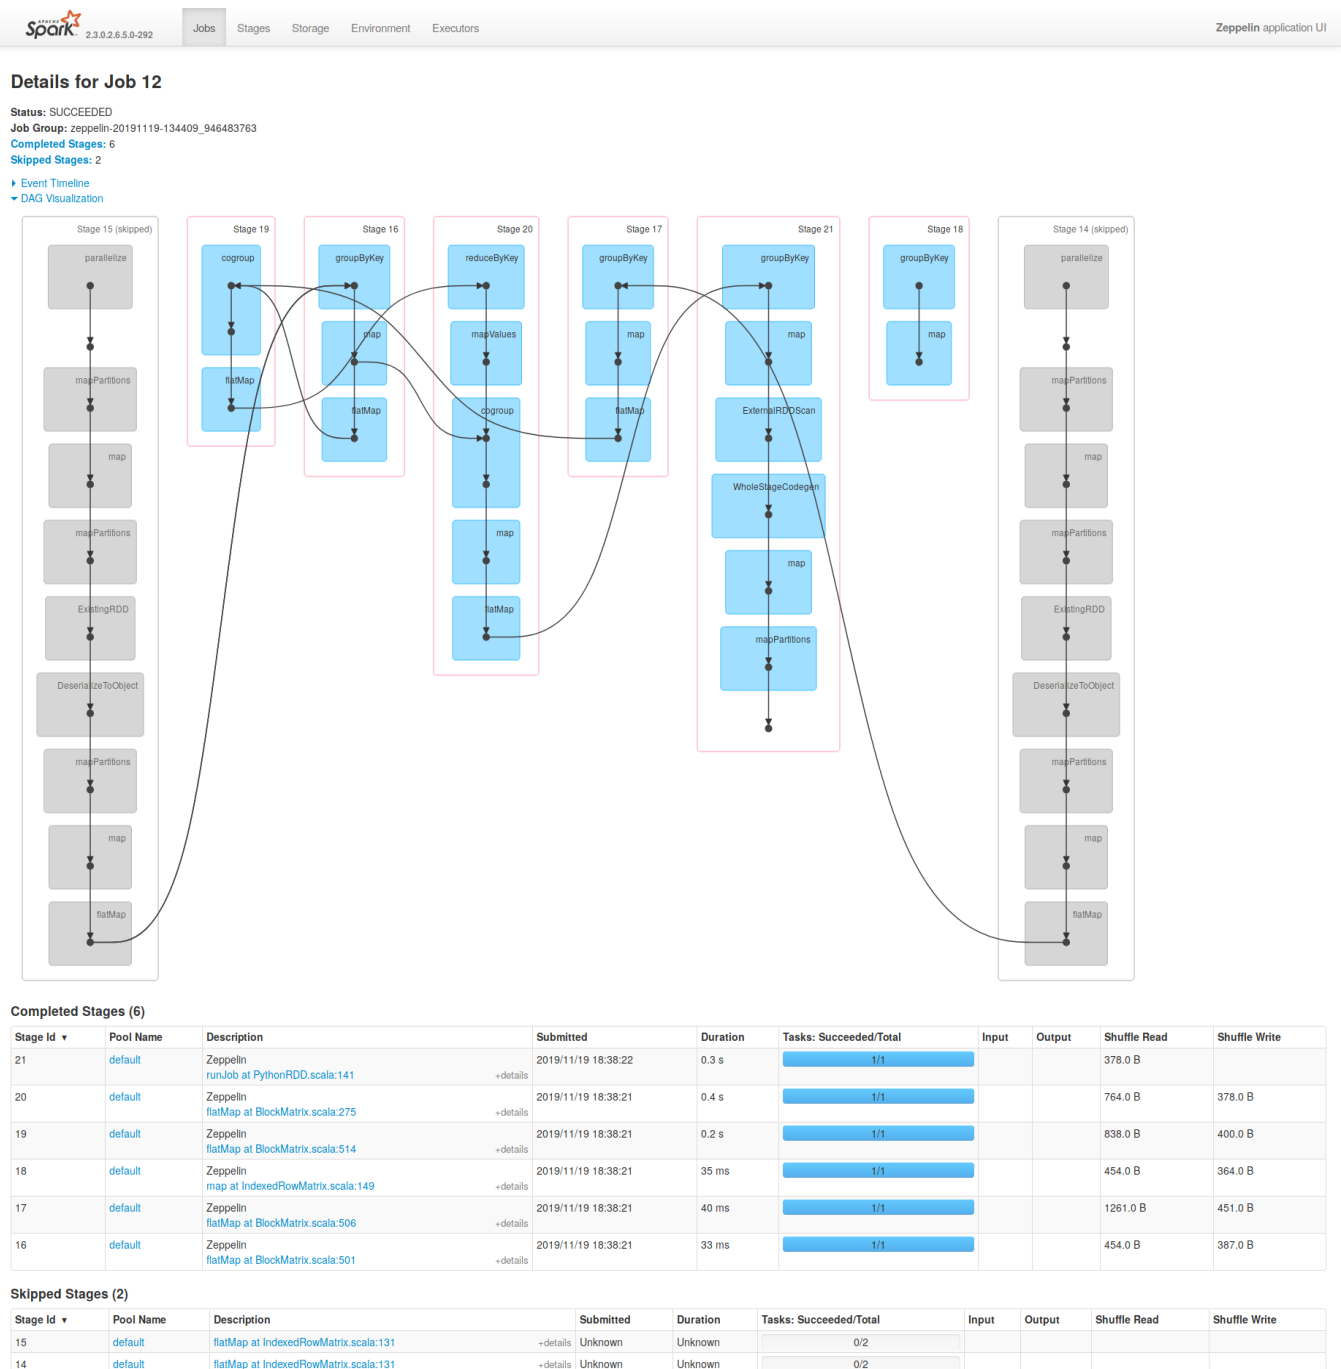 APACHE
Spark 2.3.0.2.6.5.0-292 Jobs Stages Storage Environment Executors Zeppelin application UI
Details for Job 12
Status: SUCCEEDED
Job Group: zeppelin-20191119-134409_946483763
Completed Stages: 6
Skipped Stages: 2
Event Timeline
DAG Visualization
Stage 15 (skipped)
parallelize
mapPartitions
map
mapPartitions
ExistingRDD
DeserializeToObject
mapPartitions
map
flatMap
Stage 19
cogroup
flatMap
Stage 16
groupByKey
map
flatMap
Stage 20
reduceByKey
mapValues
cogroup
map
flatMap
Stage 17
groupByKey
map
flatMap
Stage 21
groupByKey
map
ExternalRDDScan
WholeStageCodegen
map
mapPartitions
Stage 18
groupByKey
map
Stage 14 (skipped)
parallelize
mapPartitions
map
mapPartitions
ExistingRDD
DeserializeToObject
mapPartitions
map
flatMap
Completed Stages (6)
Stage Id ▾ Pool Name Description Submitted Duration Tasks: Succeeded/Total Input Output Shuffle Read Shuffle Write
21 default Zeppelin 2019/11/19 18:38:22 0.3 s 1/1 378.0 B
runJob at PythonRDD.scala:141 +details
20 default Zeppelin 2019/11/19 18:38:21 0.4 s 1/1 764.0 B 378.0 B
flatMap at BlockMatrix.scala:275 +details
19 default Zeppelin 2019/11/19 18:38:21 0.2 s 1/1 838.0 B 400.0 B
flatMap at BlockMatrix.scala:514 +details
18 default Zeppelin 2019/11/19 18:38:21 35 ms 1/1 454.0 B 364.0 B
map at IndexedRowMatrix.scala:149 +details
17 default Zeppelin 2019/11/19 18:38:21 40 ms 1/1 1261.0 B 451.0 B
flatMap at BlockMatrix.scala:506 +details
16 default Zeppelin 2019/11/19 18:38:21 33 ms 1/1 454.0 B 387.0 B
flatMap at BlockMatrix.scala:501 +details
Skipped Stages (2)
Stage Id ▾ Pool Name Description Submitted Duration Tasks: Succeeded/Total Input Output Shuffle Read Shuffle Write
15 default flatMap at IndexedRowMatrix.scala:131 +details Unknown Unknown 0/2
14 default flatMap at IndexedRowMatrix.scala:131 +details Unknown Unknown 0/2